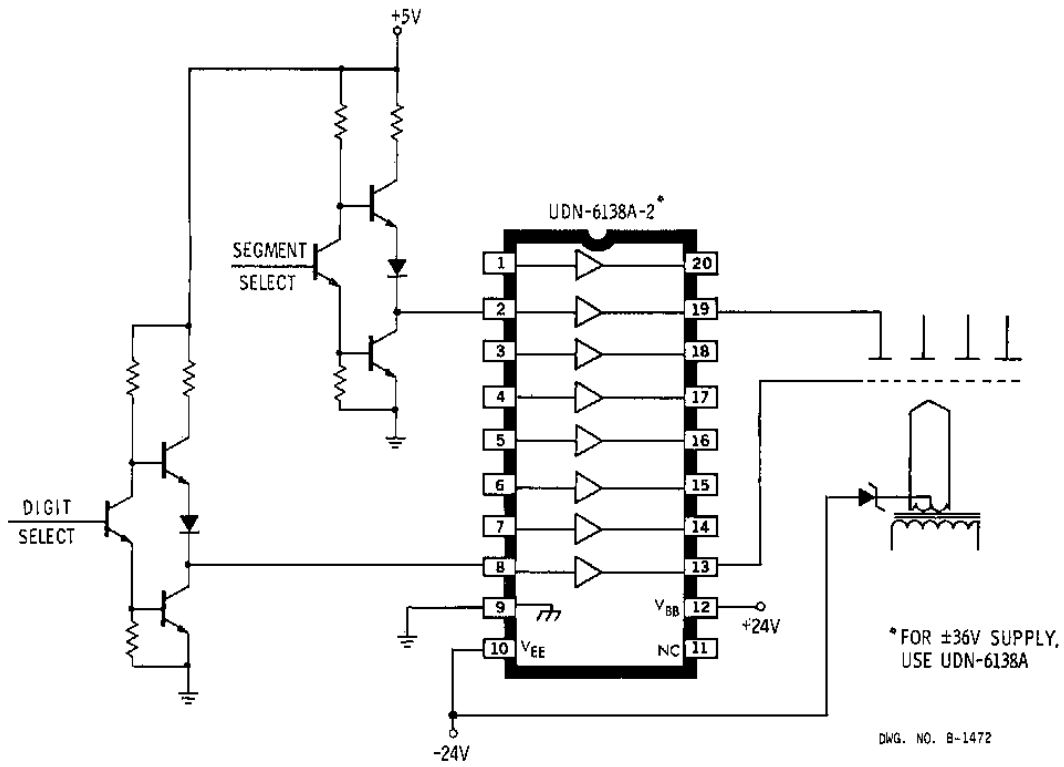 +5V
UDN-6138A-2*
SEGMENT
SELECT
DIGIT
SELECT
1
20
2
19
3
18
4
17
5
16
6
15
7
14
8
13
9
VBB
12
+24V
10
VEE
NC
11
-24V
*FOR ±36V SUPPLY,
USE UDN-6138A
DWG. NO. B-1472